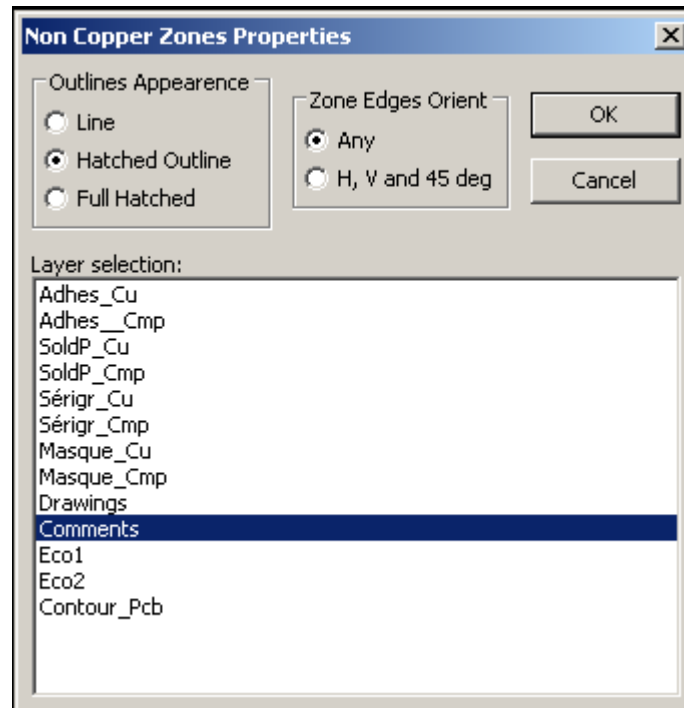 Non Copper Zones Properties
Outlines Appearence
Line
Hatched Outline
Full Hatched
Zone Edges Orient
Any
H, V and 45 deg
OK
Cancel
Layer selection:
Adhes_Cu
Adhes__Cmp
SoldP_Cu
SoldP_Cmp
Sérigr_Cu
Sérigr_Cmp
Masque_Cu
Masque_Cmp
Drawings
Comments
Eco1
Eco2
Contour_Pcb